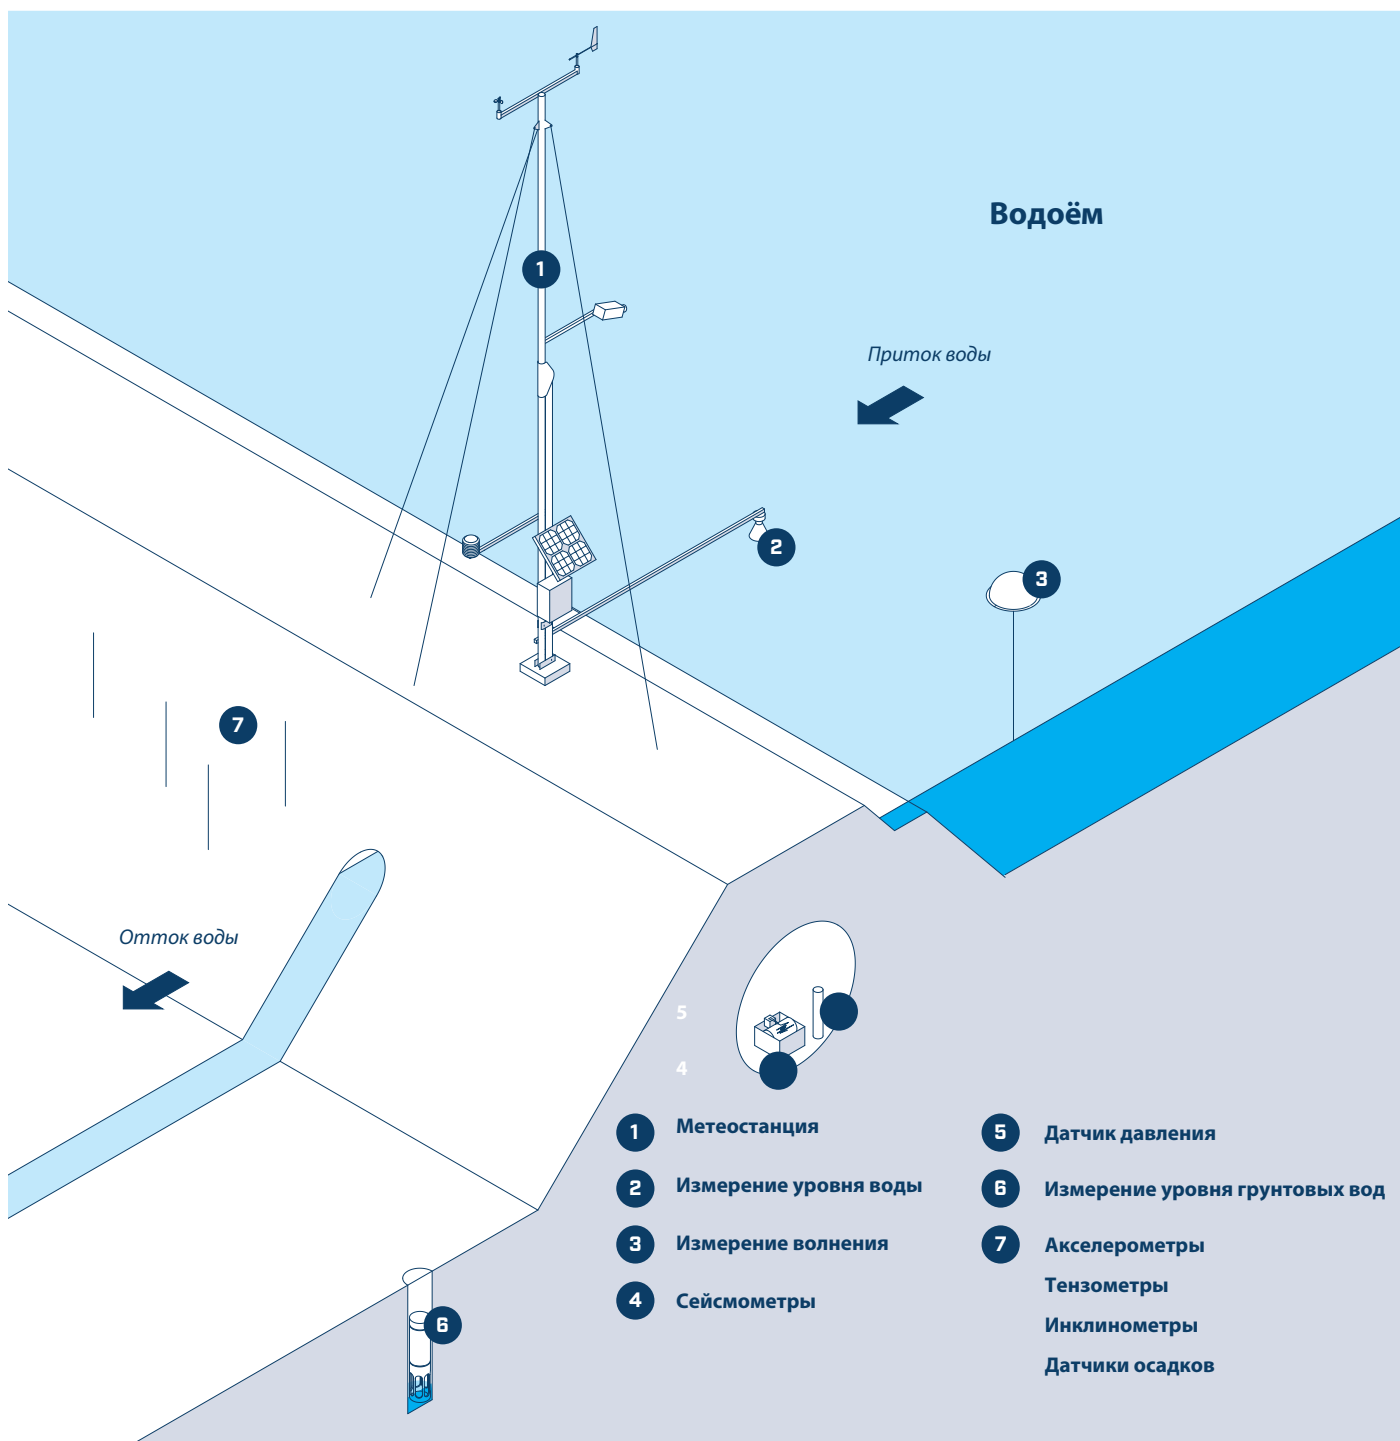 Водоём
1
Приток воды
2
3
7
Отток воды
5
4
1 Метеостанция
2 Измерение уровня воды
3 Измерение волнения
4 Сейсмометры
5 Датчик давления
6 Измерение уровня грунтовых вод
7 Акселерометры
Тензометры
Инклинометры
Датчики осадков
6